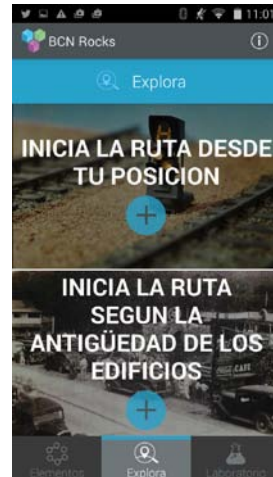 11:01
BCN Rocks
Explora
INICIA LA RUTA DESDE
TU POSICION
INICIA LA RUTA
SEGUN LA
ANTIGÜEDAD DE LOS
EDIFICIOS
CAFE
Elementos
Explora
Laboratorio